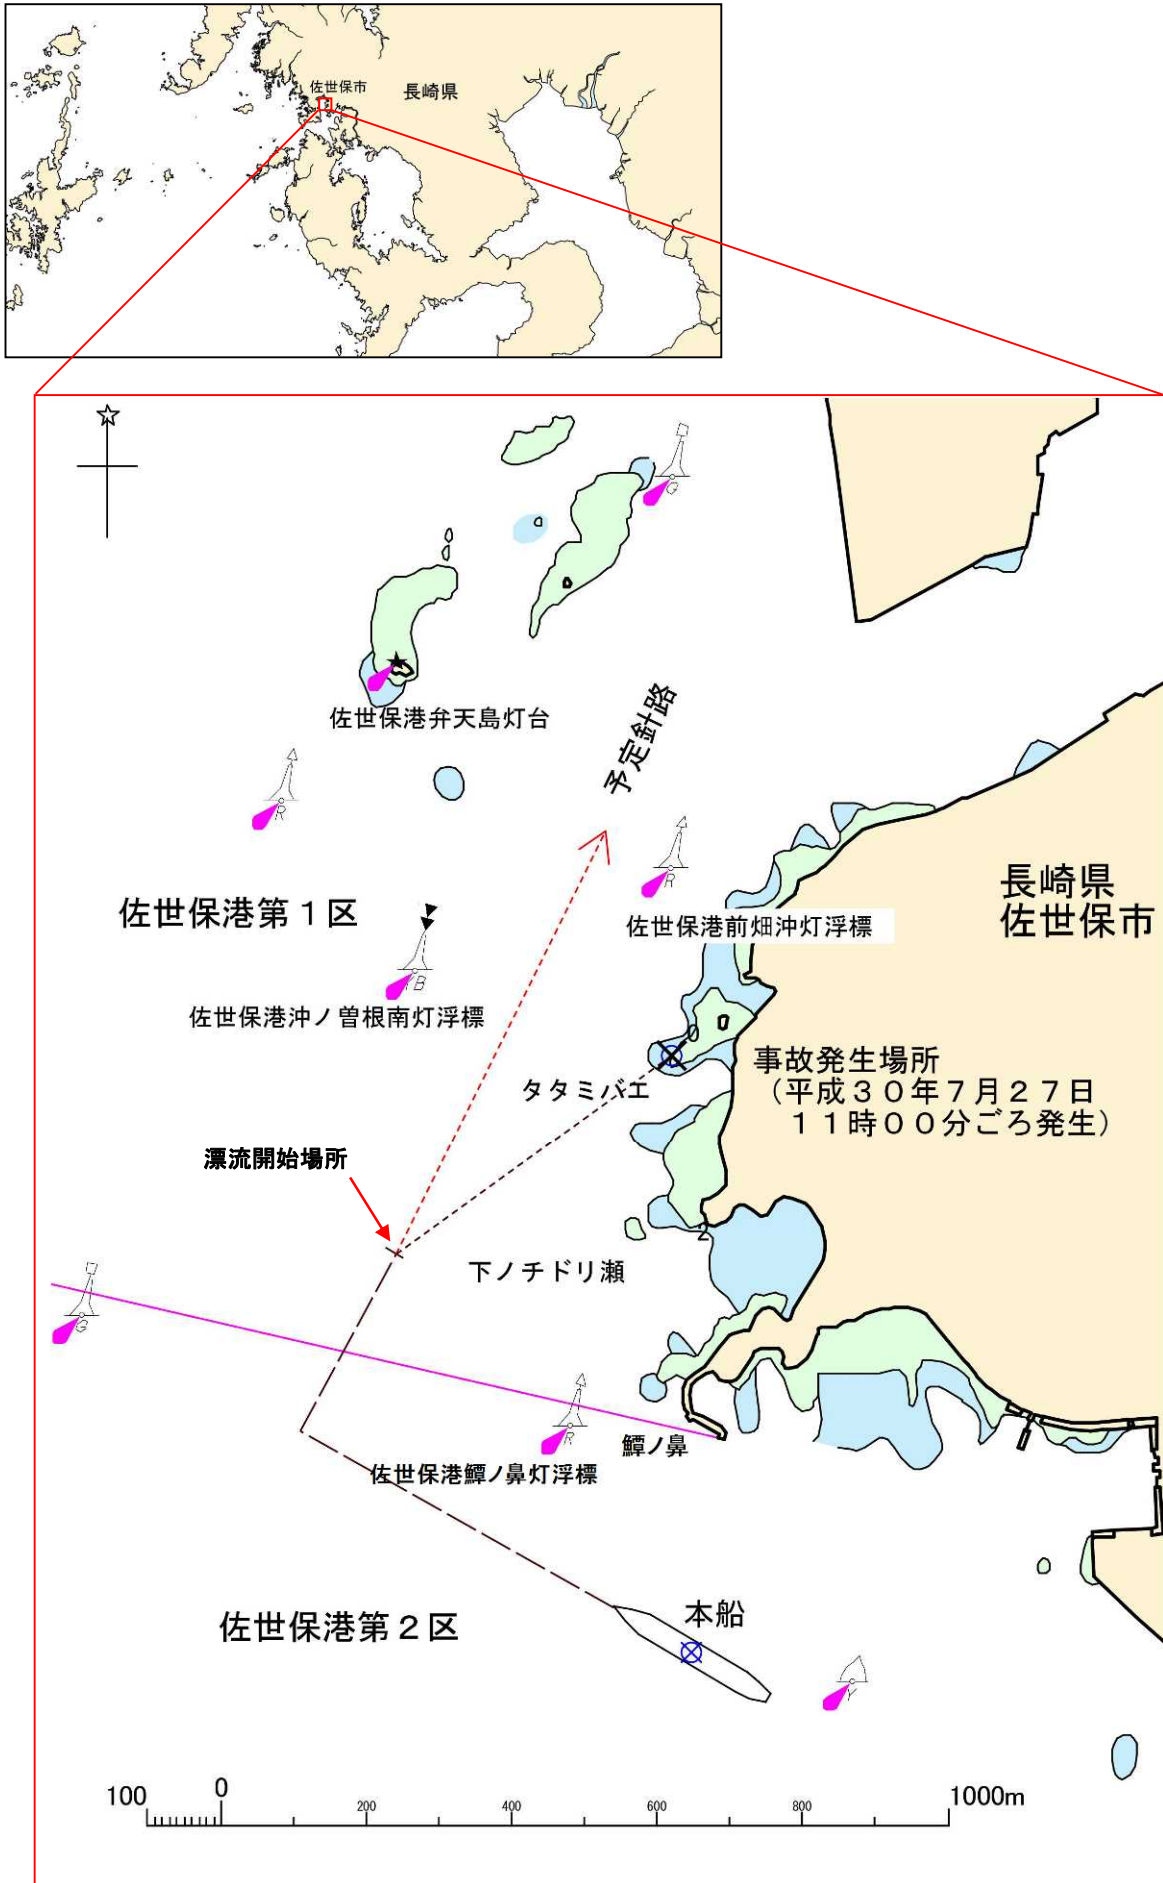 佐世保市
長崎県
G
佐世保港弁天島灯台
予定針路
R
R
長崎県
佐世保市
佐世保港第1区
佐世保港前畑沖灯浮標
B
佐世保港沖ノ曽根南灯浮標
0
タタミバエ
事故発生場所
(平成30年7月27日
11時00分ごろ発生)
漂流開始場所
2
下ノチドリ瀬
G
R
鱏ノ鼻
佐世保港鱏ノ鼻灯浮標
本船
佐世保港第2区
Y
100 0 200 400 600 800 1000m